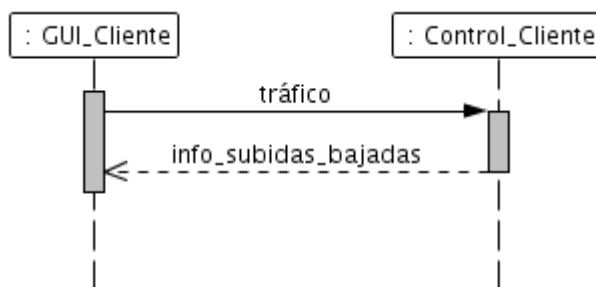 : GUI_Cliente
: Control_Cliente
tráfico
info_subidas_bajadas